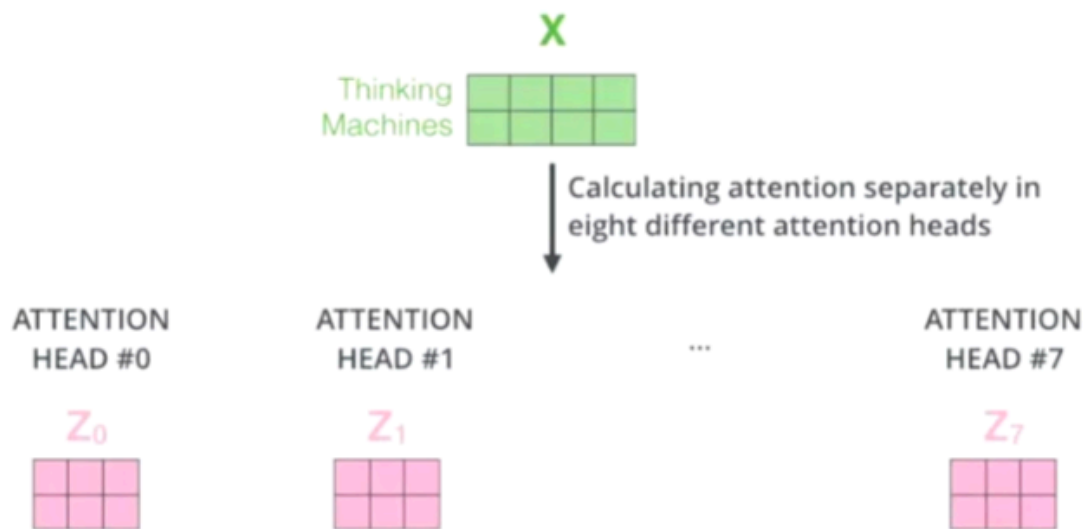 X
Thinking
Machines
Calculating attention separately in
eight different attention heads
ATTENTION
HEAD #0
ATTENTION
HEAD #1
...
ATTENTION
HEAD #7
Z0
Z1
Z7